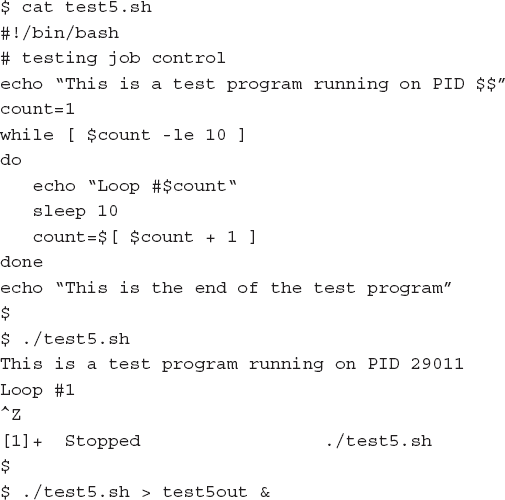 $ cat test5.sh
#!/bin/bash
# testing job control
echo “This is a test program running on PID $$”
count=1
while [ $count -le 10 ]
do
   echo “Loop #$count“
   sleep 10
   count=$[ $count + 1 ]
done
echo “This is the end of the test program”
$
$ ./test5.sh
This is a test program running on PID 29011
Loop #1
^Z
[1]+  Stopped                 ./test5.sh
$
$ ./test5.sh > test5out &